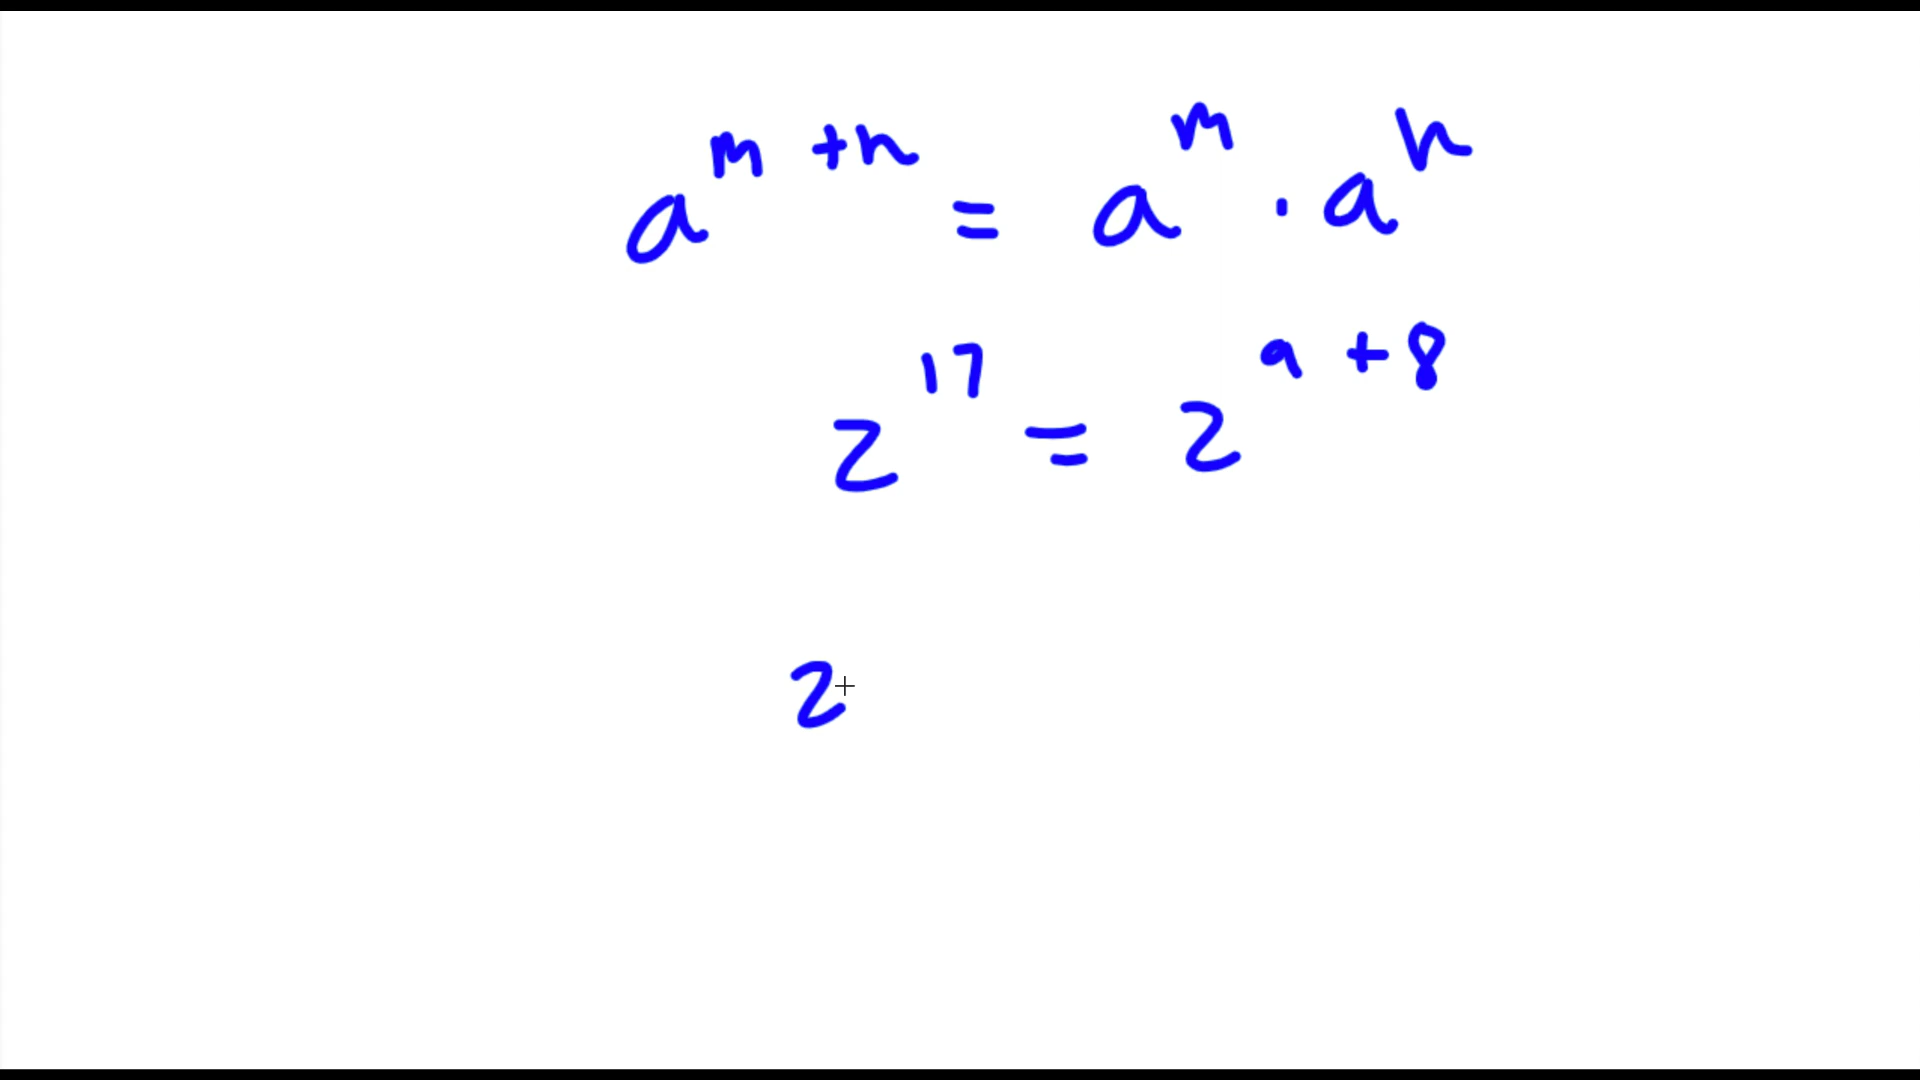 a^{m+n} = a^m · a^n
2^{17} = 2^{9+8}
2